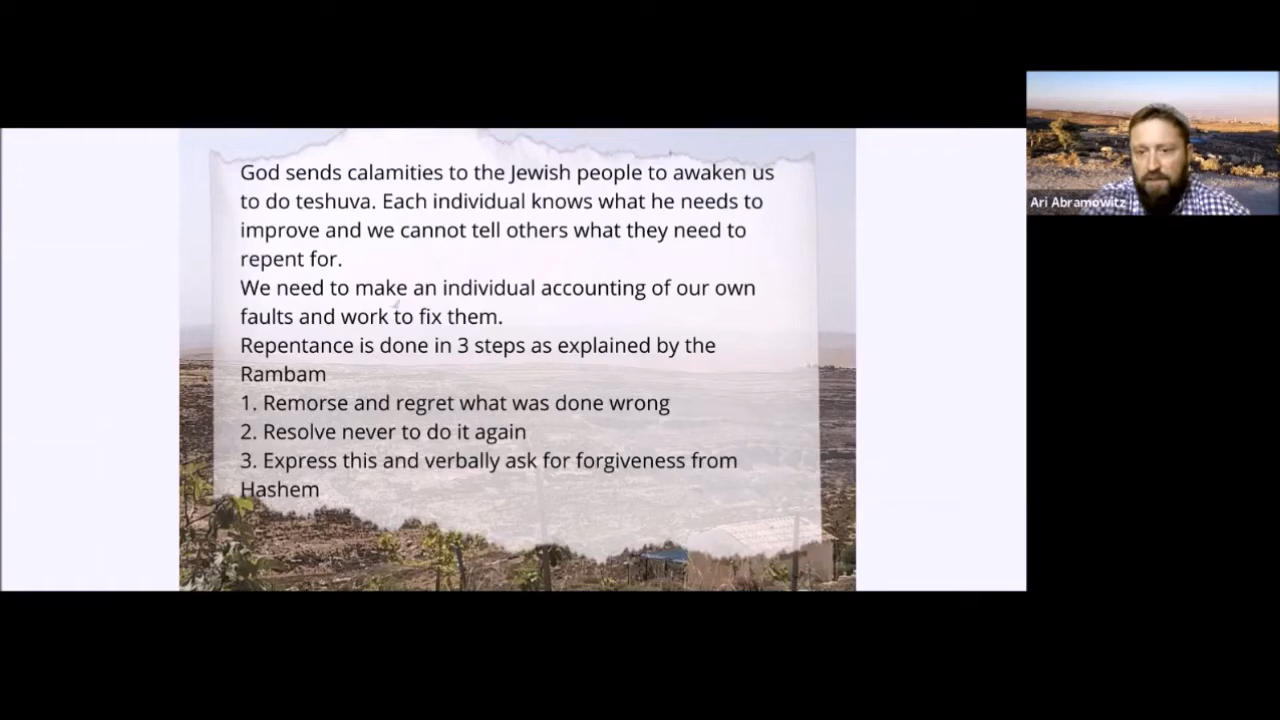 God sends calamities to the Jewish people to awaken us
to do teshuva. Each individual knows what he needs to
improve and we cannot tell others what they need to
repent for.
We need to make an individual accounting of our own
faults and work to fix them.
Repentance is done in 3 steps as explained by the
Rambam
1. Remorse and regret what was done wrong
2. Resolve never to do it again
3. Express this and verbally ask for forgiveness from
Hashem
Ari Abramowitz